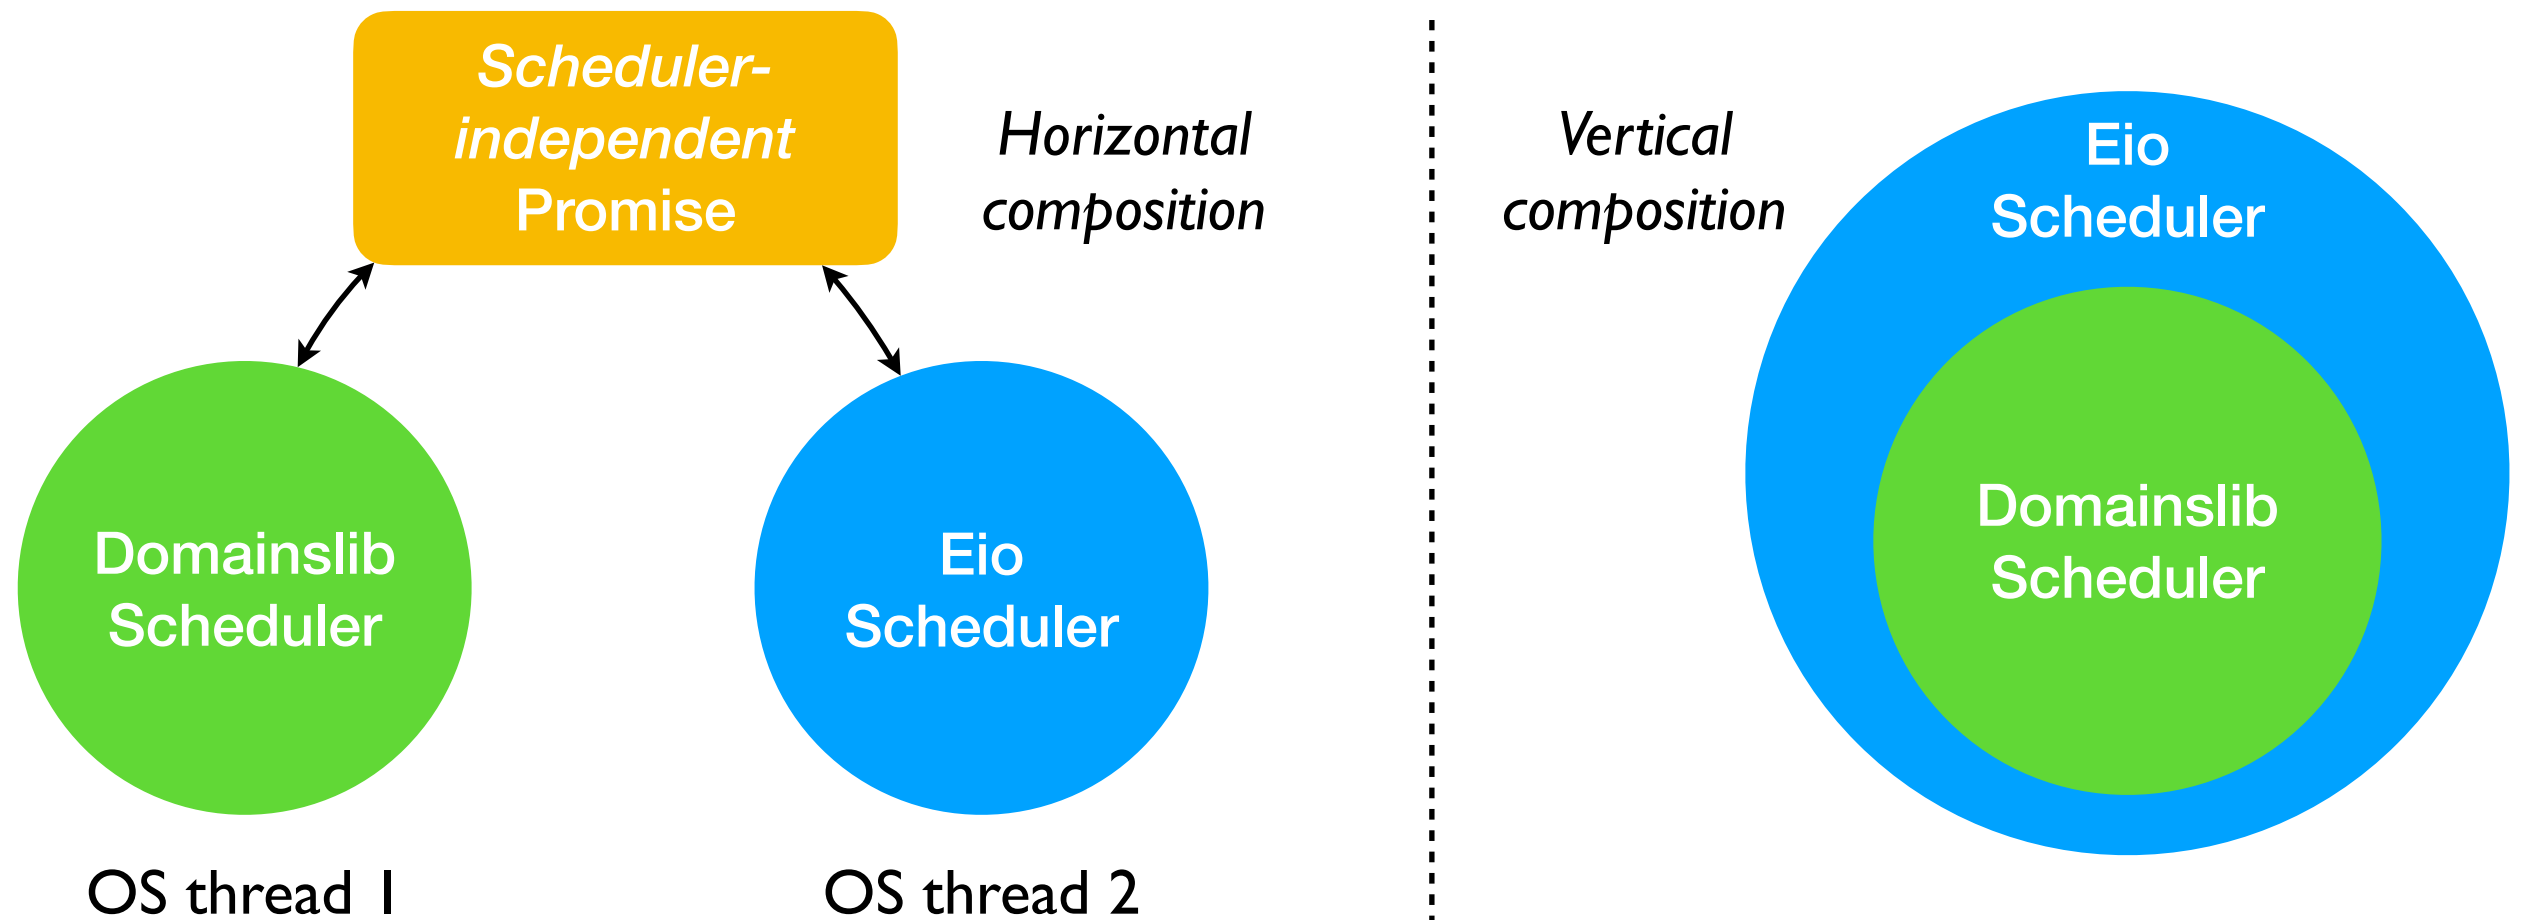 Scheduler-
independent
Promise
Horizontal
composition
Domainslib
Scheduler
Eio
Scheduler
OS thread 1
OS thread 2
Vertical
composition
Eio
Scheduler
Domainslib
Scheduler